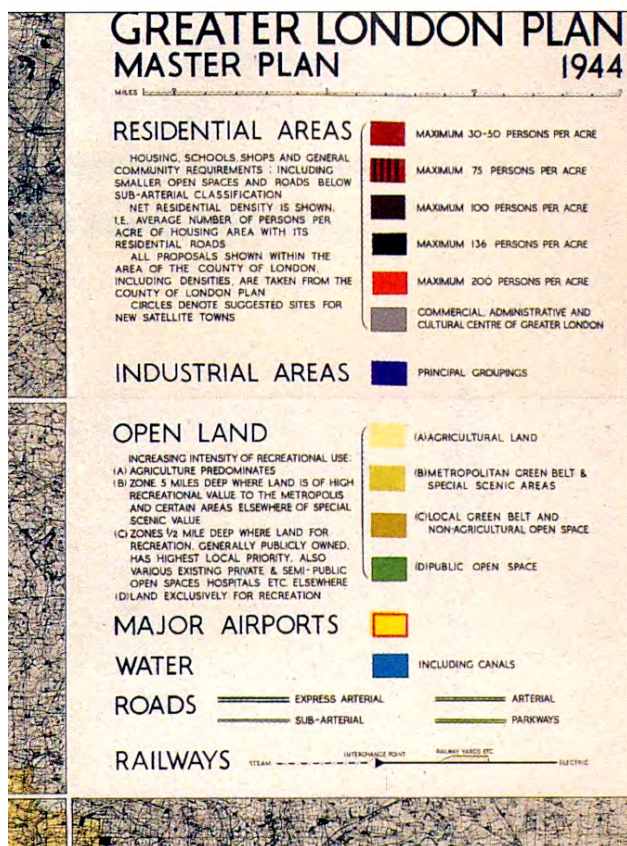 GREATER LONDON PLAN
MASTER PLAN 1944
MILES
RESIDENTIAL AREAS
HOUSING, SCHOOLS, SHOPS AND GENERAL
COMMUNITY REQUIREMENTS : INCLUDING
SMALLER OPEN SPACES AND ROADS BELOW
SUB-ARTERIAL CLASSIFICATION
NET RESIDENTIAL DENSITY IS SHOWN,
I.E. AVERAGE NUMBER OF PERSONS PER
ACRE OF HOUSING AREA WITH ITS
RESIDENTIAL ROADS
ALL PROPOSALS SHOWN WITHIN THE
AREA OF THE COUNTY OF LONDON,
INCLUDING DENSITIES, ARE TAKEN FROM THE
COUNTY OF LONDON PLAN
CIRCLES DENOTE SUGGESTED SITES FOR
NEW SATELLITE TOWNS
MAXIMUM 30-50 PERSONS PER ACRE
MAXIMUM 75 PERSONS PER ACRE
MAXIMUM 100 PERSONS PER ACRE
MAXIMUM 136 PERSONS PER ACRE
MAXIMUM 200 PERSONS PER ACRE
COMMERCIAL, ADMINISTRATIVE AND
CULTURAL CENTRE OF GREATER LONDON
INDUSTRIAL AREAS
PRINCIPAL GROUPINGS
OPEN LAND
INCREASING INTENSITY OF RECREATIONAL USE:
(A) AGRICULTURE PREDOMINATES
(B) ZONE 5 MILES DEEP WHERE LAND IS OF HIGH
RECREATIONAL VALUE TO THE METROPOLIS
AND CERTAIN AREAS ELSEWHERE OF SPECIAL
SCENIC VALUE
(C) ZONES ½ MILE DEEP WHERE LAND FOR
RECREATION, GENERALLY PUBLICLY OWNED,
HAS HIGHEST LOCAL PRIORITY. ALSO
VARIOUS EXISTING PRIVATE & SEMI-PUBLIC
OPEN SPACES HOSPITALS ETC. ELSEWHERE
(D) LAND EXCLUSIVELY FOR RECREATION
(A) AGRICULTURAL LAND
(B) METROPOLITAN GREEN BELT &
SPECIAL SCENIC AREAS
(C) LOCAL GREEN BELT AND
NON-AGRICULTURAL OPEN SPACE
(D) PUBLIC OPEN SPACE
MAJOR AIRPORTS
WATER
INCLUDING CANALS
ROADS
EXPRESS ARTERIAL
ARTERIAL
SUB-ARTERIAL
PARKWAYS
RAILWAYS
STEAM
INTERCHANGE POINT
RAILWAY YARDS ETC.
ELECTRIC